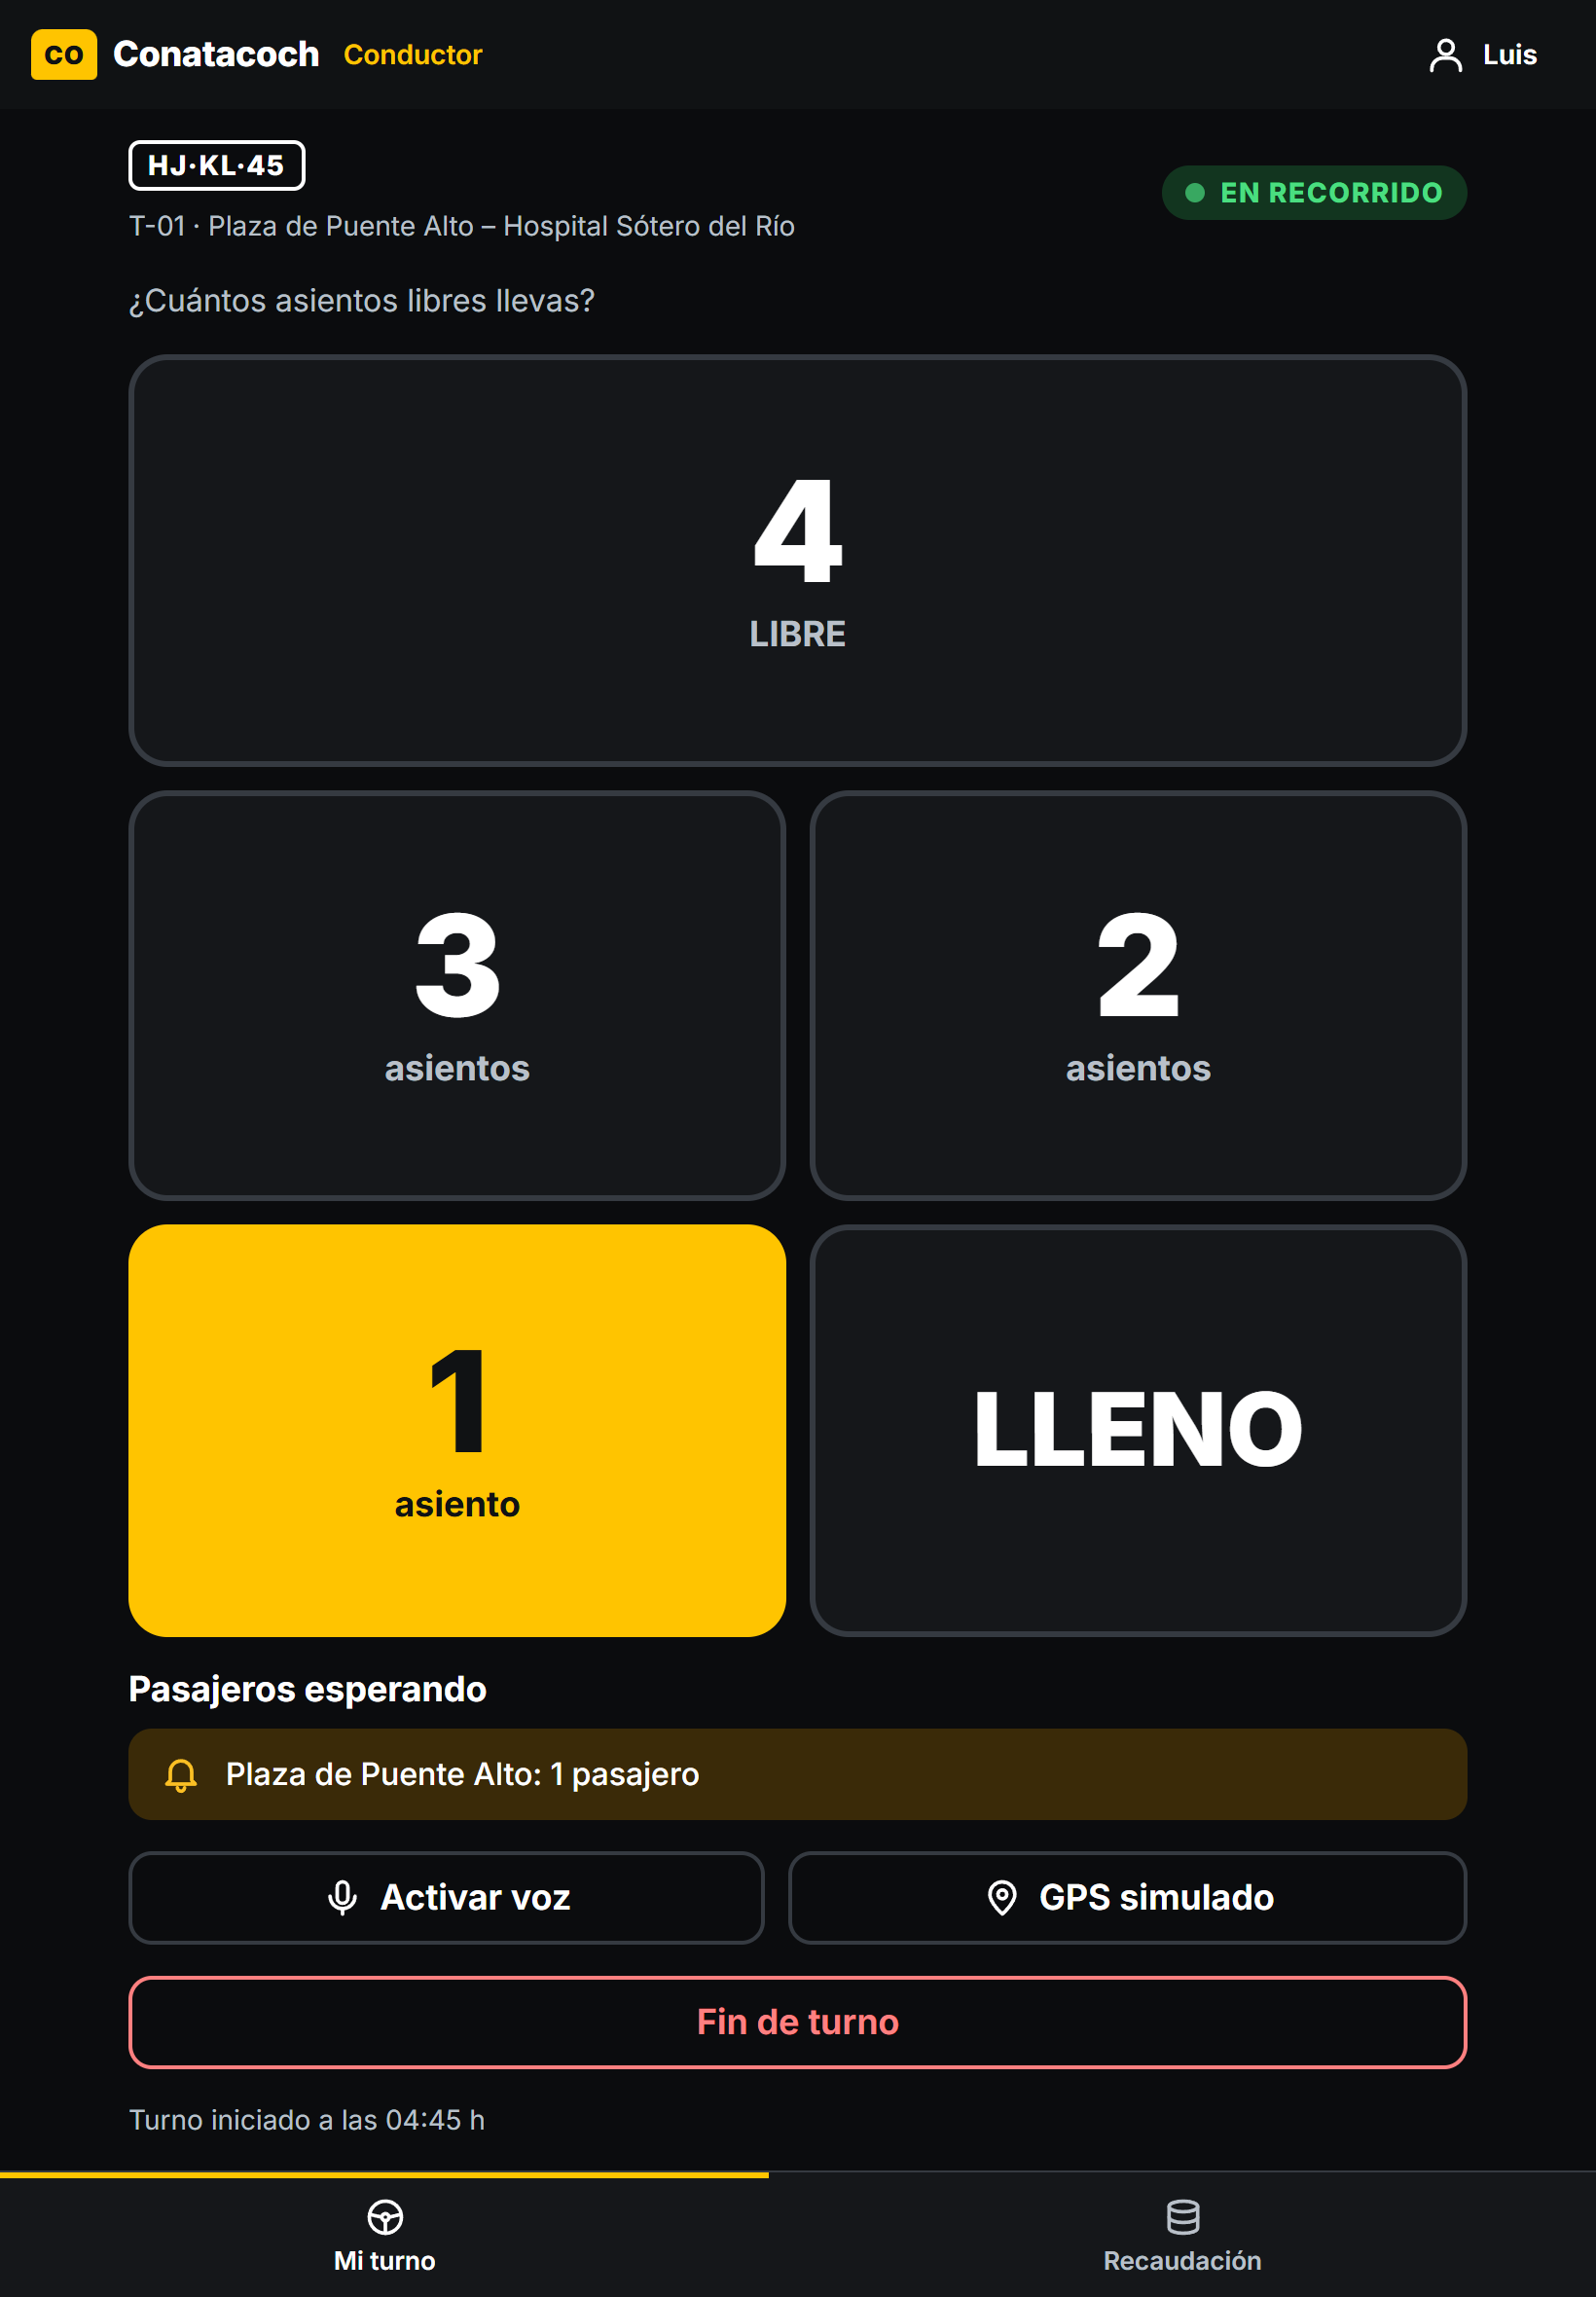 co Conatacoch Conductor Luis
HJ·KL·45
EN RECORRIDO
T-01 · Plaza de Puente Alto – Hospital Sótero del Río
¿Cuántos asientos libres llevas?
4
LIBRE
3
asientos
2
asientos
1
asiento
LLENO
Pasajeros esperando
Plaza de Puente Alto: 1 pasajero
Activar voz
GPS simulado
Fin de turno
Turno iniciado a las 04:45 h
Mi turno
Recaudación